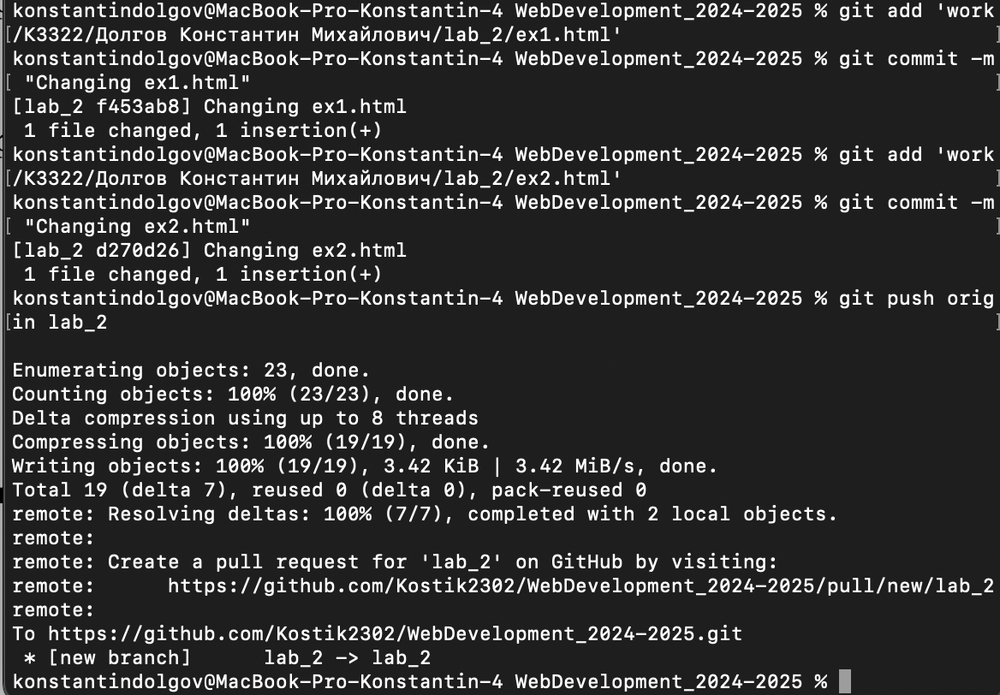 konstantindolgov@MacBook-Pro-Konstantin-4 WebDevelopment_2024-2025 % git add 'work
[/K3322/Долгов Константин Михайлович/lab_2/ex1.html' ]
konstantindolgov@MacBook-Pro-Konstantin-4 WebDevelopment_2024-2025 % git commit -m
[ "Changing ex1.html" ]
[lab_2 f453ab8] Changing ex1.html
 1 file changed, 1 insertion(+)
konstantindolgov@MacBook-Pro-Konstantin-4 WebDevelopment_2024-2025 % git add 'work
[/K3322/Долгов Константин Михайлович/lab_2/ex2.html' ]
konstantindolgov@MacBook-Pro-Konstantin-4 WebDevelopment_2024-2025 % git commit -m
[ "Changing ex2.html" ]
[lab_2 d270d26] Changing ex2.html
 1 file changed, 1 insertion(+)
konstantindolgov@MacBook-Pro-Konstantin-4 WebDevelopment_2024-2025 % git push orig
[in lab_2 ]
Enumerating objects: 23, done.
Counting objects: 100% (23/23), done.
Delta compression using up to 8 threads
Compressing objects: 100% (19/19), done.
Writing objects: 100% (19/19), 3.42 KiB | 3.42 MiB/s, done.
Total 19 (delta 7), reused 0 (delta 0), pack-reused 0
remote: Resolving deltas: 100% (7/7), completed with 2 local objects.
remote:
remote: Create a pull request for 'lab_2' on GitHub by visiting:
remote:      https://github.com/Kostik2302/WebDevelopment_2024-2025/pull/new/lab_2
remote:
To https://github.com/Kostik2302/WebDevelopment_2024-2025.git
 * [new branch]      lab_2 -> lab_2
konstantindolgov@MacBook-Pro-Konstantin-4 WebDevelopment_2024-2025 %